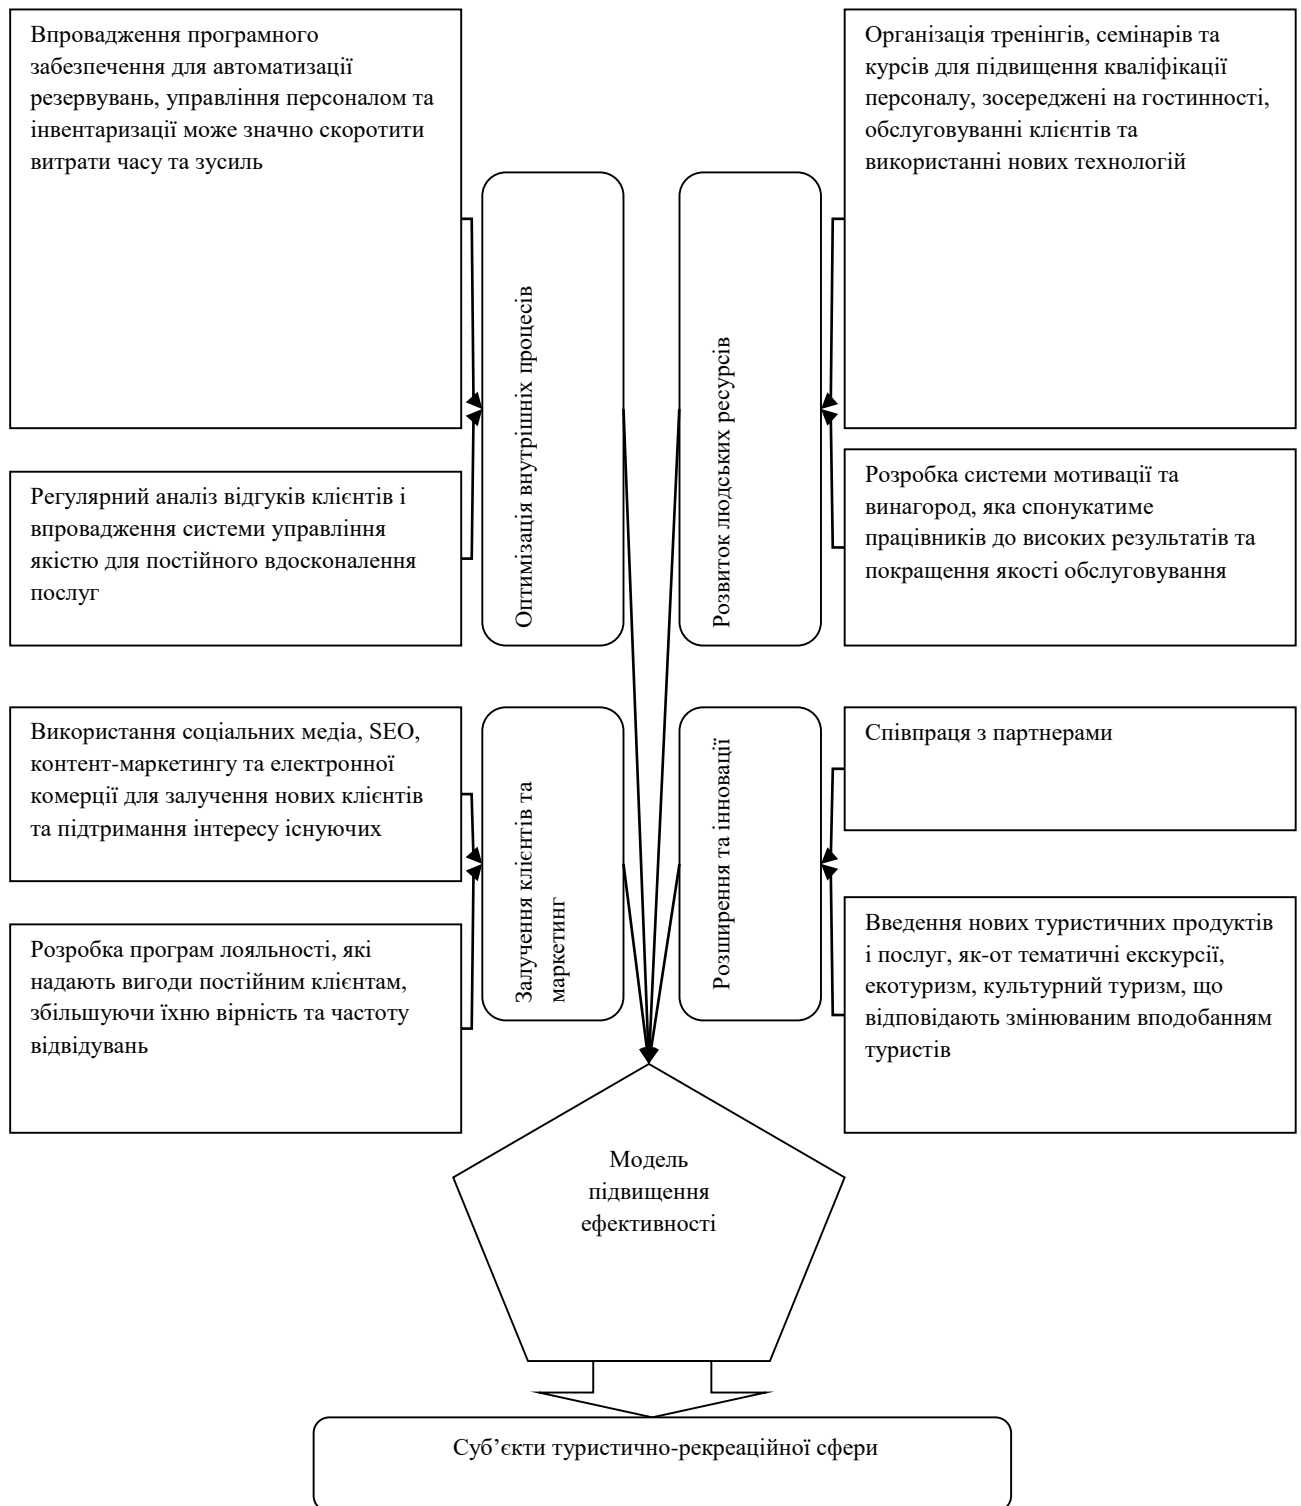 Впровадження програмного
забезпечення для автоматизації
резервувань, управління персоналом та
інвентаризації може значно скоротити
витрати часу та зусиль
Організація тренінгів, семінарів та
курсів для підвищення кваліфікації
персоналу, зосереджені на гостинності,
обслуговуванні клієнтів та
використанні нових технологій
Оптимізація внутрішніх процесів
Розвиток людських ресурсів
Регулярний аналіз відгуків клієнтів і
впровадження системи управління
якістю для постійного вдосконалення
послуг
Розробка системи мотивації та
винагород, яка спонукатиме
працівників до високих результатів та
покращення якості обслуговування
Використання соціальних медіа, SEO,
контент-маркетингу та електронної
комерції для залучення нових клієнтів
та підтримання інтересу існуючих
Залучення клієнтів та
маркетинг
Розширення та інновації
Співпраця з партнерами
Розробка програм лояльності, які
надають вигоди постійним клієнтам,
збільшуючи їхню вірність та частоту
відвідувань
Введення нових туристичних продуктів
і послуг, як-от тематичні екскурсії,
екотуризм, культурний туризм, що
відповідають змінюваним вподобанням
туристів
Модель
підвищення
ефективності
Суб’єкти туристично-рекреаційної сфери